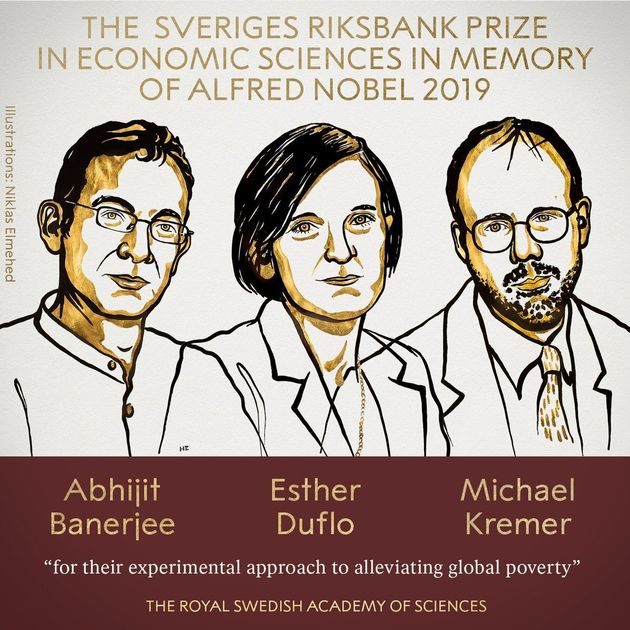 THE SVERIGES RIKSBANK PRIZE
IN ECONOMIC SCIENCES IN MEMORY
OF ALFRED NOBEL 2019
Illustrations: Niklas Elmehed
NE
Abhijit
Banerjee
Esther
Duflo
Michael
Kremer
“for their experimental approach to alleviating global poverty”
THE ROYAL SWEDISH ACADEMY OF SCIENCES